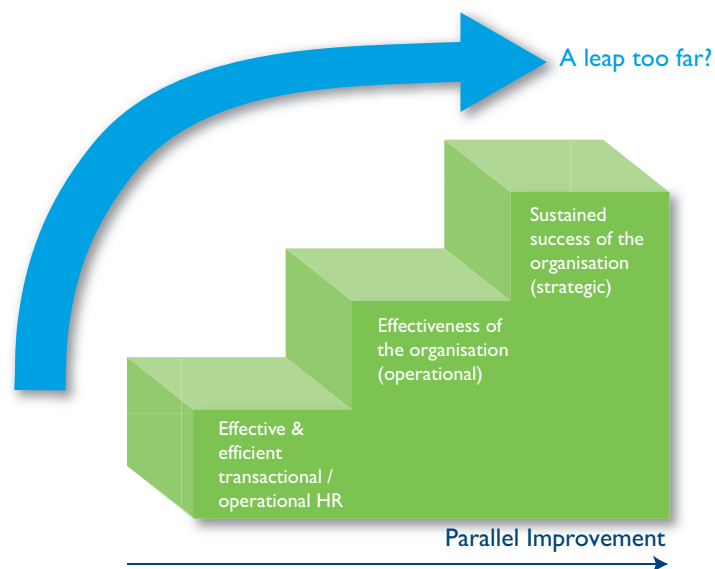 A leap too far?
Sustained
success of the
organisation
(strategic)
Effectiveness of
the organisation
(operational)
Effective &
efficient
transactional /
operational HR
Parallel Improvement